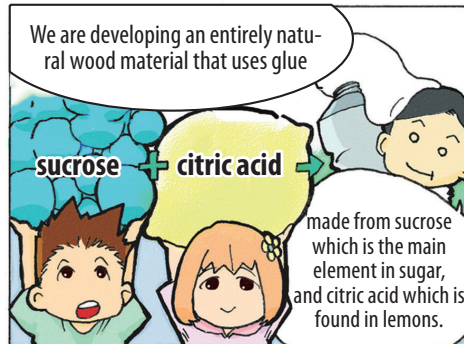 We are developing an entirely natu-
ral wood material that uses glue
sucrose + citric acid →
made from sucrose
which is the main
element in sugar,
and citric acid which is
found in lemons.